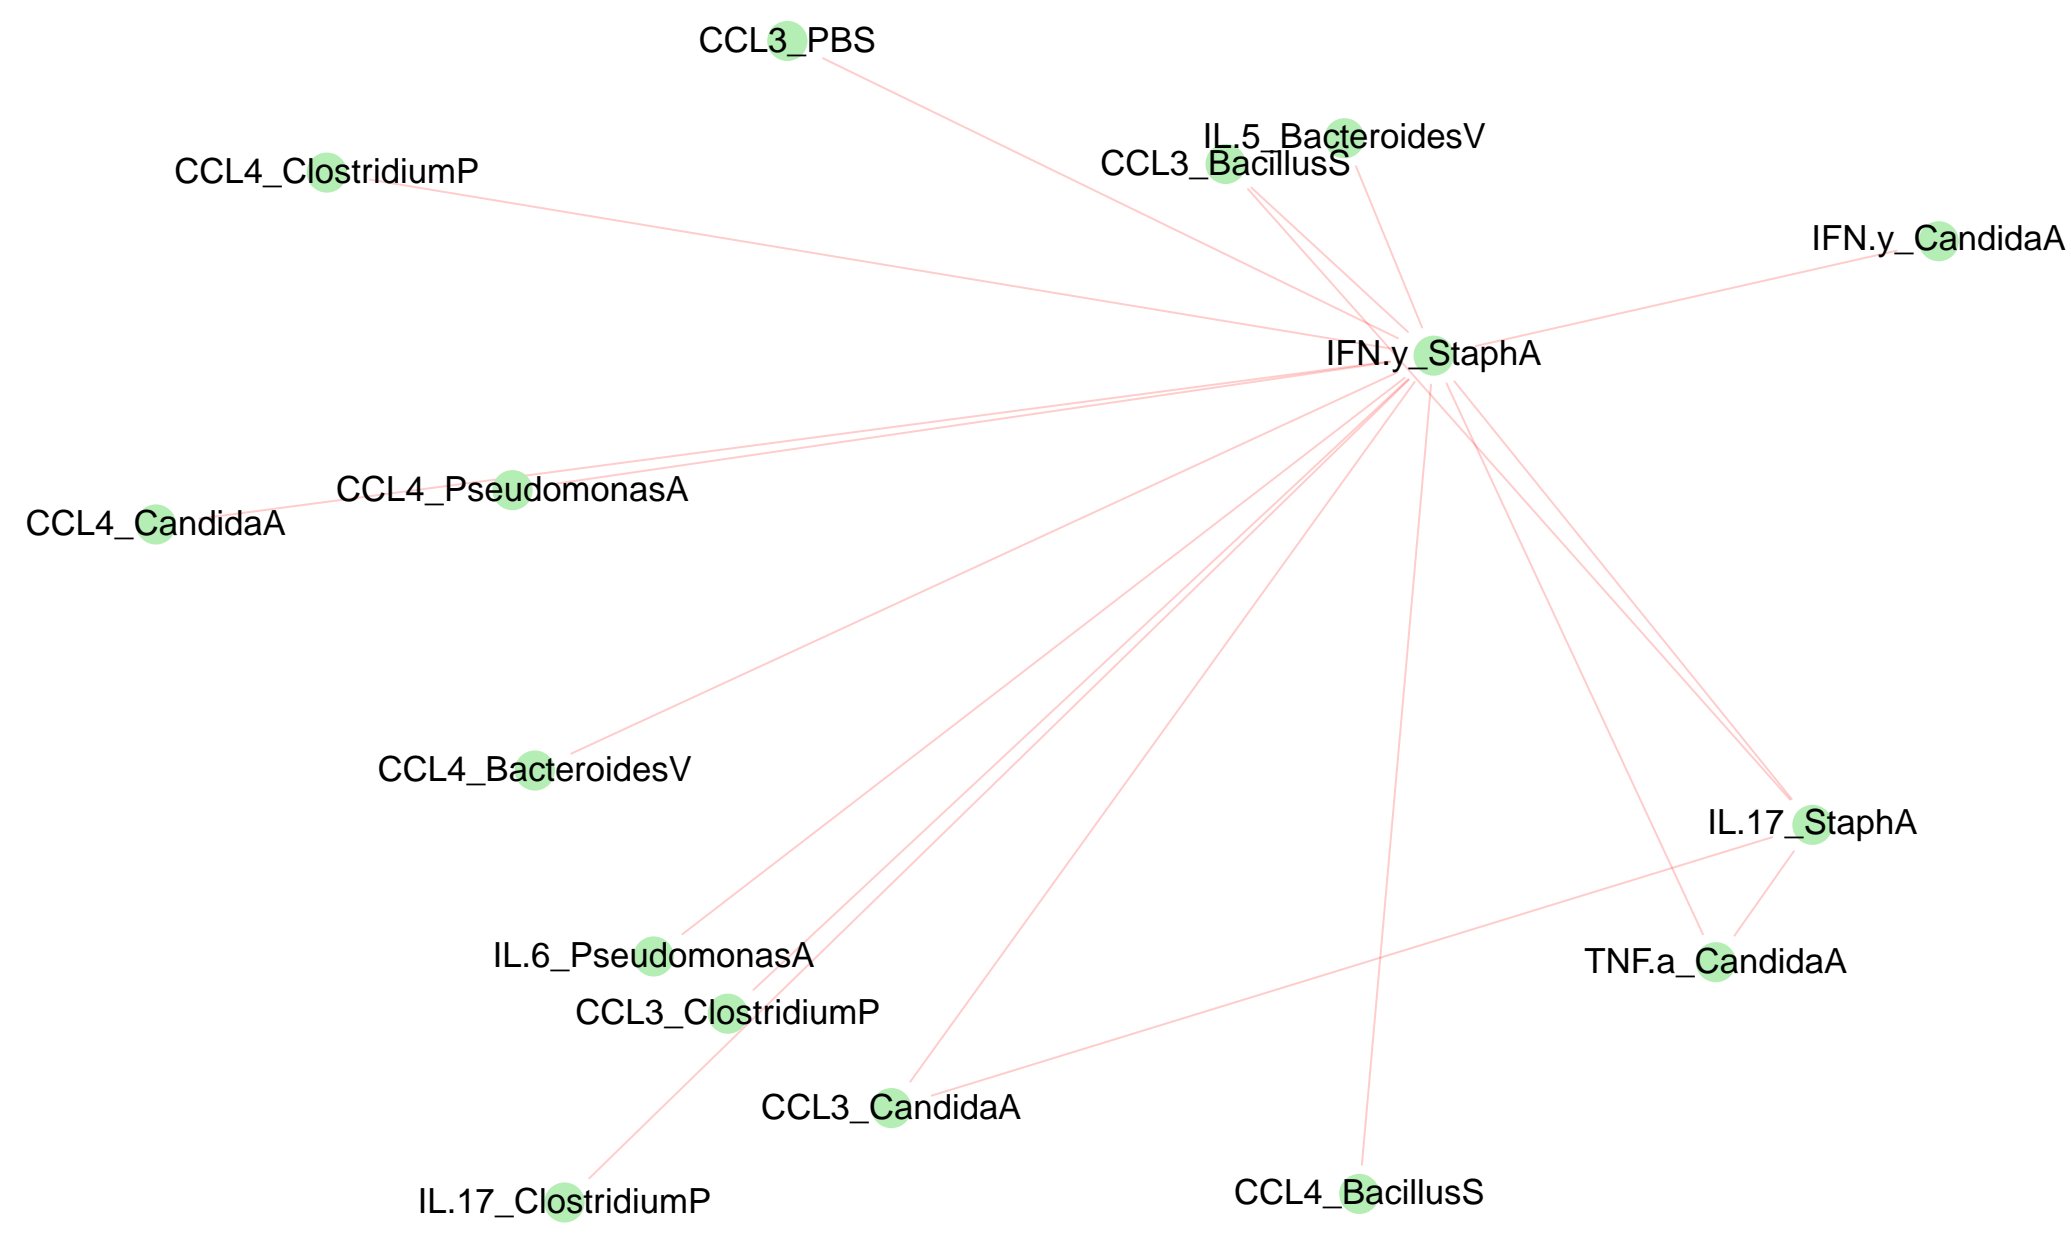 CCL3_PBS
IL.5_BacteroidesV
CCL3_BacillusS
CCL4_ClostridiumP
IFN.y_CandidaA
IFN.y_StaphA
CCL4_PseudomonasA
CCL4_CandidaA
CCL4_BacteroidesV
IL.17_StaphA
IL.6_PseudomonasA
TNF.a_CandidaA
CCL3_ClostridiumP
CCL3_CandidaA
CCL4_BacillusS
IL.17_ClostridiumP